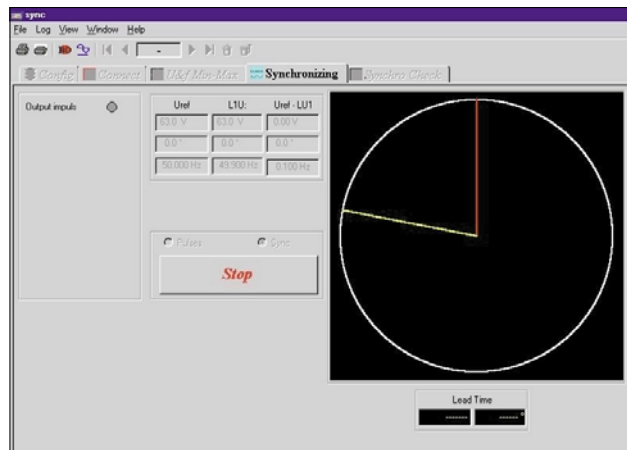 sync
File Log View Window Help
-
Config Connect U&f Min-Max Synchronizing Synchro Check
Output impuls
Uref L1U: Uref - LU1
63.0 V 63.0 V 0.00 V
0.0 ° 0.0 ° 0.0 °
50.000 Hz 49.900 Hz 0.100 Hz
Pulses Sync
Stop
Lead Time
------ ------°